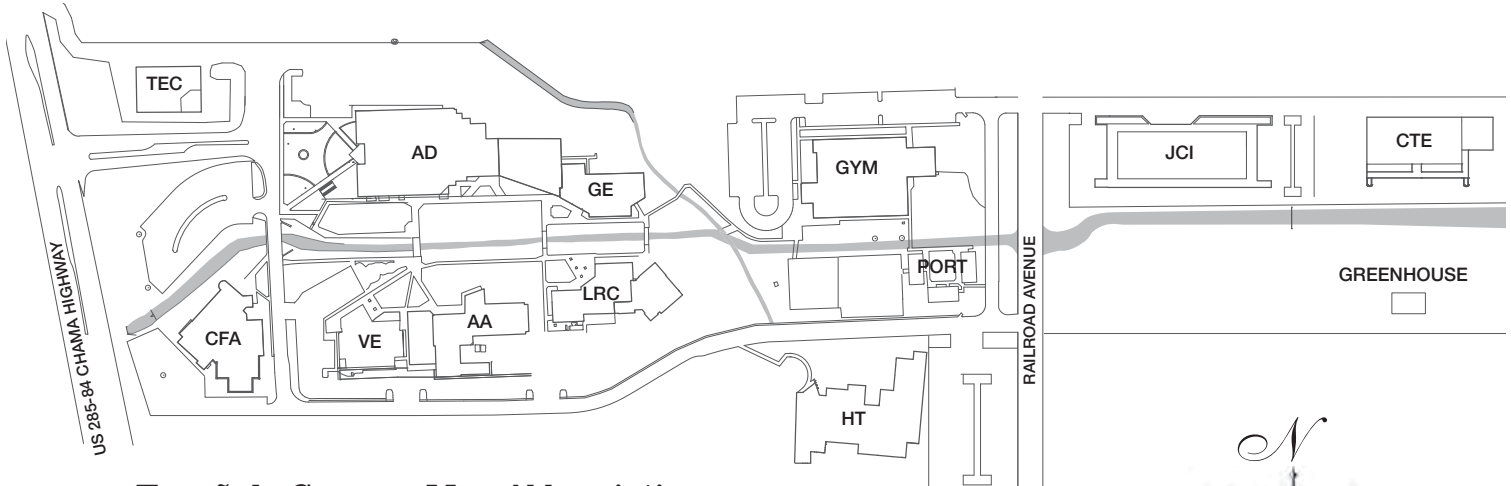 TEC
AD
GE
GYM
JCI
CTE
US 285-84 CHAMA HIGHWAY
CFA
VE
AA
LRC
PORT
RAILROAD AVENUE
GREENHOUSE
HT
N